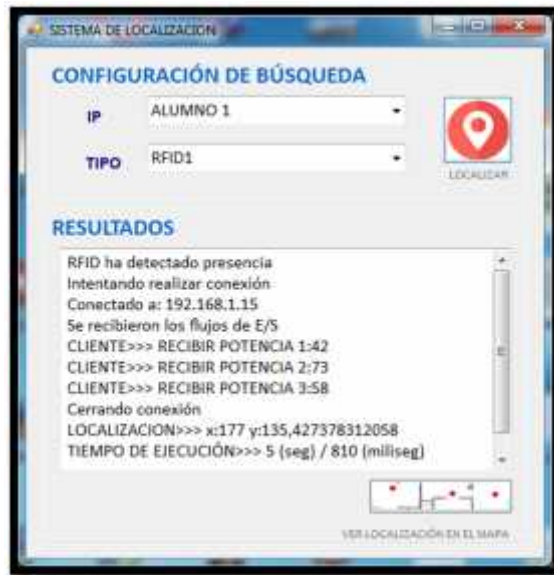 SISTEMA DE LOCALIZACION
CONFIGURACIÓN DE BÚSQUEDA
IP ALUMNO 1
TIPO RFID1
LOCALIZAR
RESULTADOS
RFID ha detectado presencia
Intentando realizar conexión
Conectado a: 192.168.1.15
Se recibieron los flujos de E/S
CLIENTE>>> RECIBIR POTENCIA 1:42
CLIENTE>>> RECIBIR POTENCIA 2:73
CLIENTE>>> RECIBIR POTENCIA 3:58
Cerrando conexión
LOCALIZACION>>> x:177 y:135,427378312058
TIEMPO DE EJECUCIÓN>>> 5 (seg) / 810 (miliseg)
VER LOCALIZACIÓN EN EL MAPA